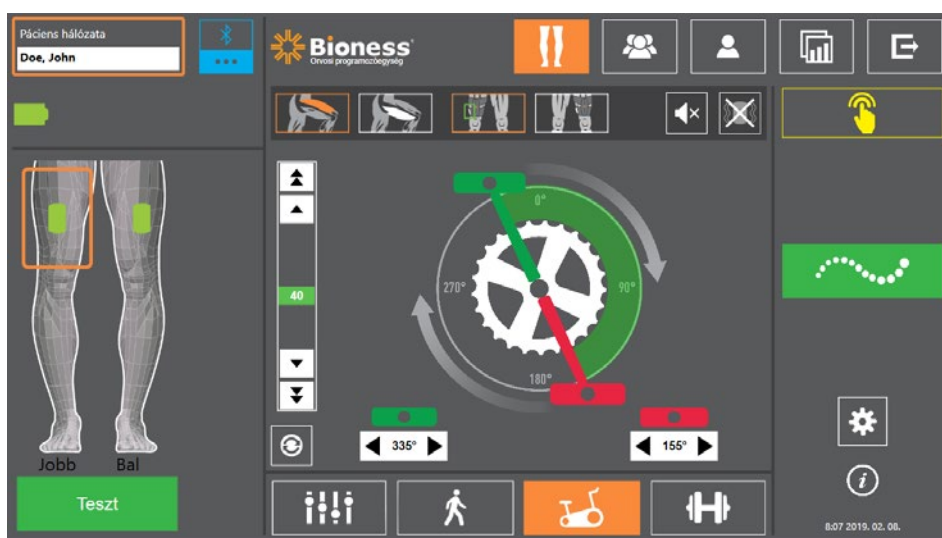 Páciens hálózata
Doe, John
Bioness
Orvosi programozóegység
0°
270°
90°
40
180°
335°
155°
Jobb
Bal
Teszt
8:07 2019. 02. 08.
i